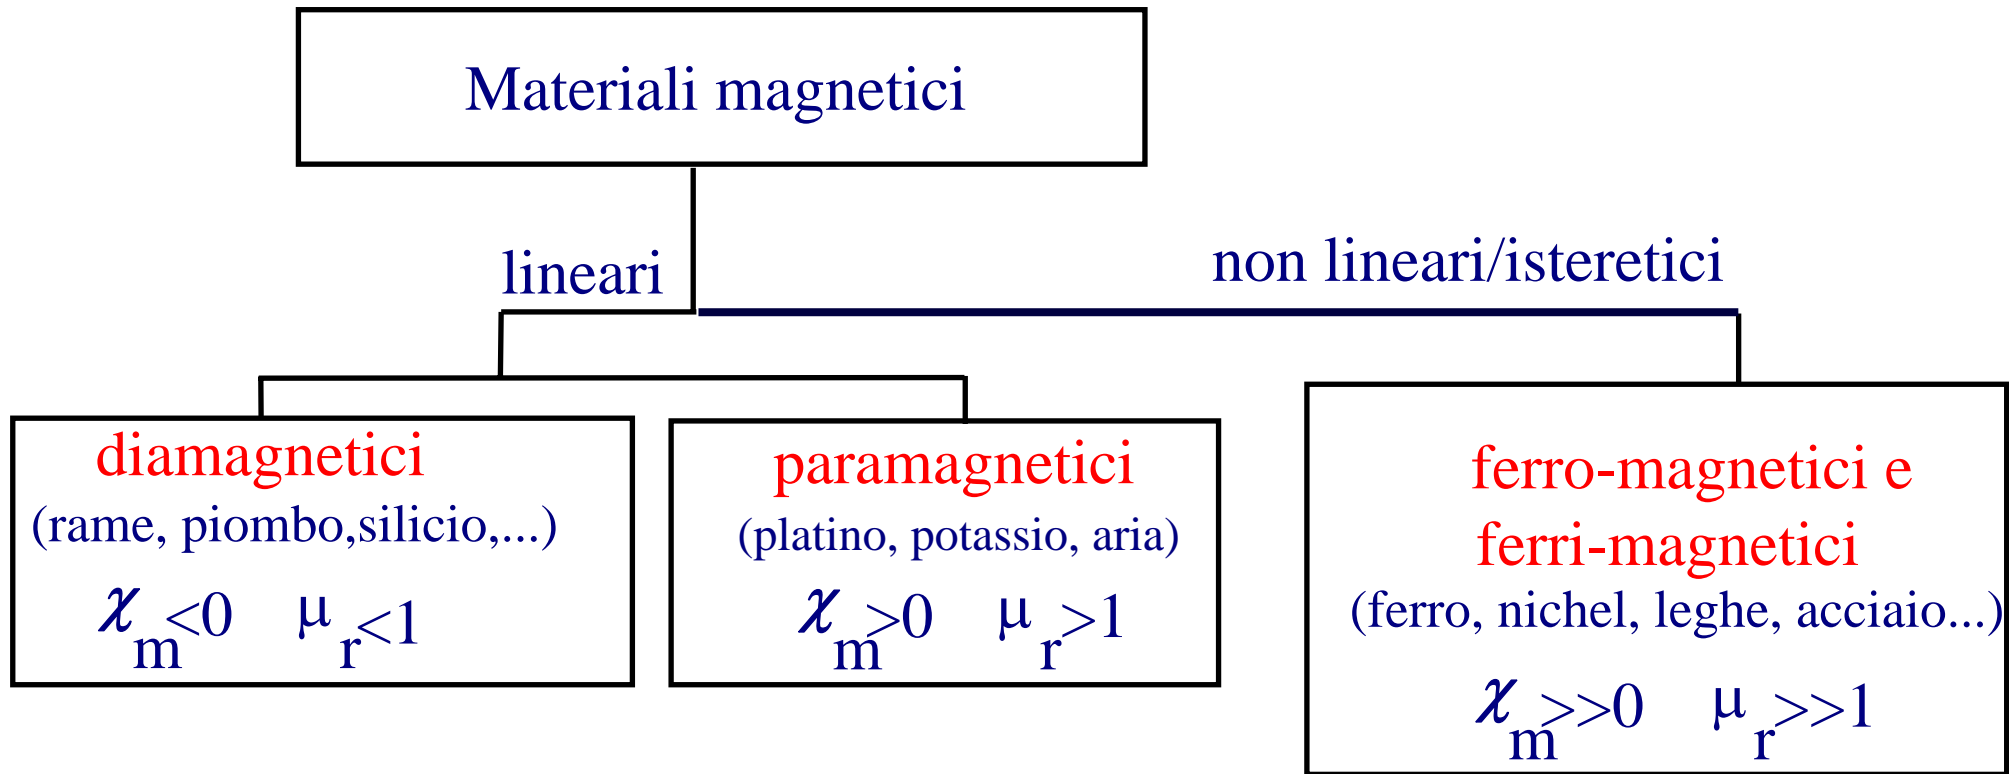 Materiali magnetici
lineari
non lineari/isteretici
diamagnetici
(rame, piombo,silicio,...)
χm<0 μr<1
paramagnetici
(platino, potassio, aria)
χm>0 μr>1
ferro-magnetici e
ferri-magnetici
(ferro, nichel, leghe, acciaio...)
χm>>0 μr>>1